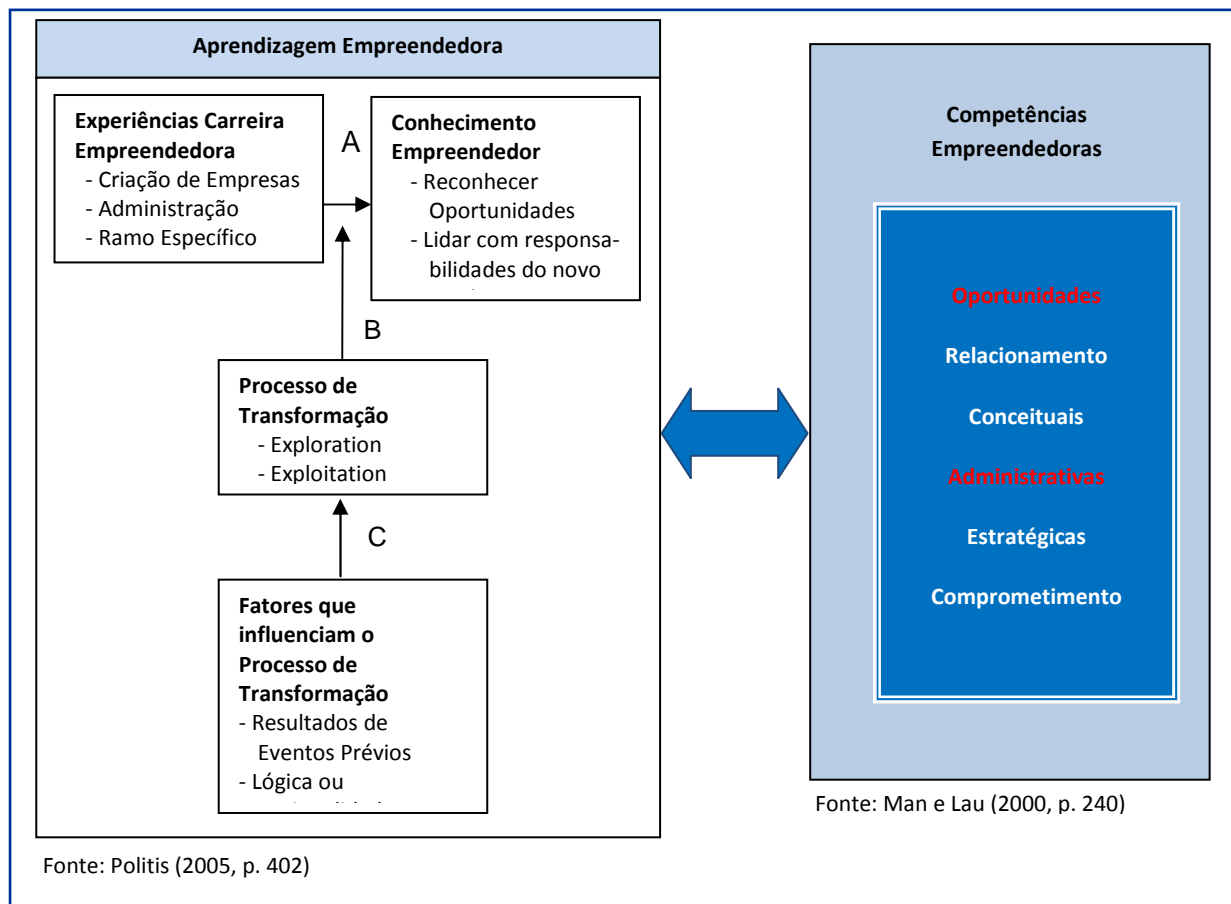 Aprendizagem Empreendedora
Experiências Carreira
Empreendedora
- Criação de Empresas
- Administração
- Ramo Específico
A
Conhecimento
Empreendedor
- Reconhecer
Oportunidades
- Lidar com responsa-
bilidades do novo
B
Processo de
Transformação
- Exploration
- Exploitation
C
Fatores que
influenciam o
Processo de
Transformação
- Resultados de
Eventos Prévios
- Lógica ou
Fonte: Politis (2005, p. 402)
Competências
Empreendedoras
Oportunidades
Relacionamento
Conceituais
Administrativas
Estratégicas
Comprometimento
Fonte: Man e Lau (2000, p. 240)